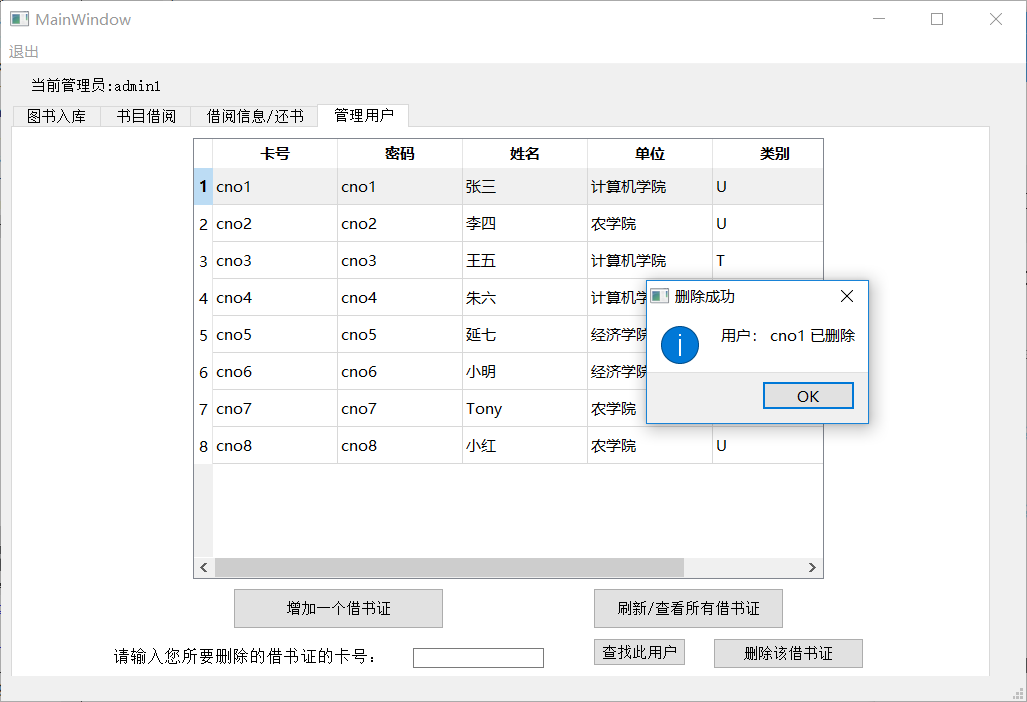 MainWindow
退出
当前管理员:admin1
图书入库 书目借阅 借阅信息/还书 管理用户
卡号 密码 姓名 单位 类别
1 cno1 cno1 张三 计算机学院 U
2 cno2 cno2 李四 农学院 U
3 cno3 cno3 王五 计算机学院 T
4 cno4 cno4 朱六 计算机学
5 cno5 cno5 延七 经济学院
6 cno6 cno6 小明 经济学院
7 cno7 cno7 Tony 农学院
8 cno8 cno8 小红 农学院 U
删除成功
用户： cno1 已删除
OK
增加一个借书证 刷新/查看所有借书证
请输入您所要删除的借书证的卡号： 查找此用户 删除该借书证